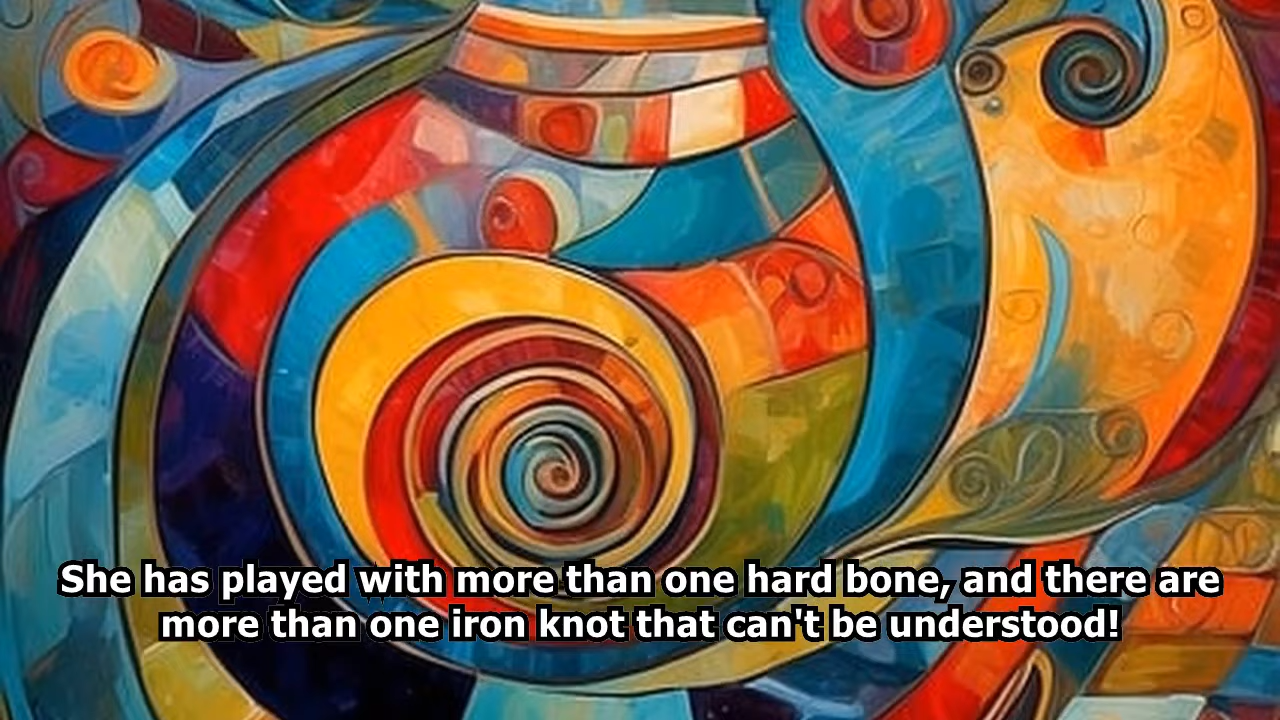 She has played with more than one hard bone, and there are
more than one iron knot that can't be understood!